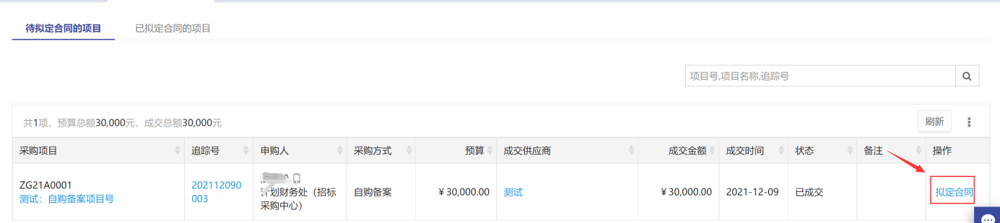 待拟定合同的项目 已拟定合同的项目
项目号,项目名称,追踪号
共1项，预算总额30,000元，成交总额30,000元 刷新
采购项目 追踪号 申购人 采购方式 预算 成交供应商 成交金额 成交时间 状态 备注 操作
ZG21A0001
测试：自购备案项目号
202112090
003
计划财务处（招标
采购中心）
自购备案
¥30,000.00
测试
¥30,000.00
2021-12-09
已成交
拟定合同